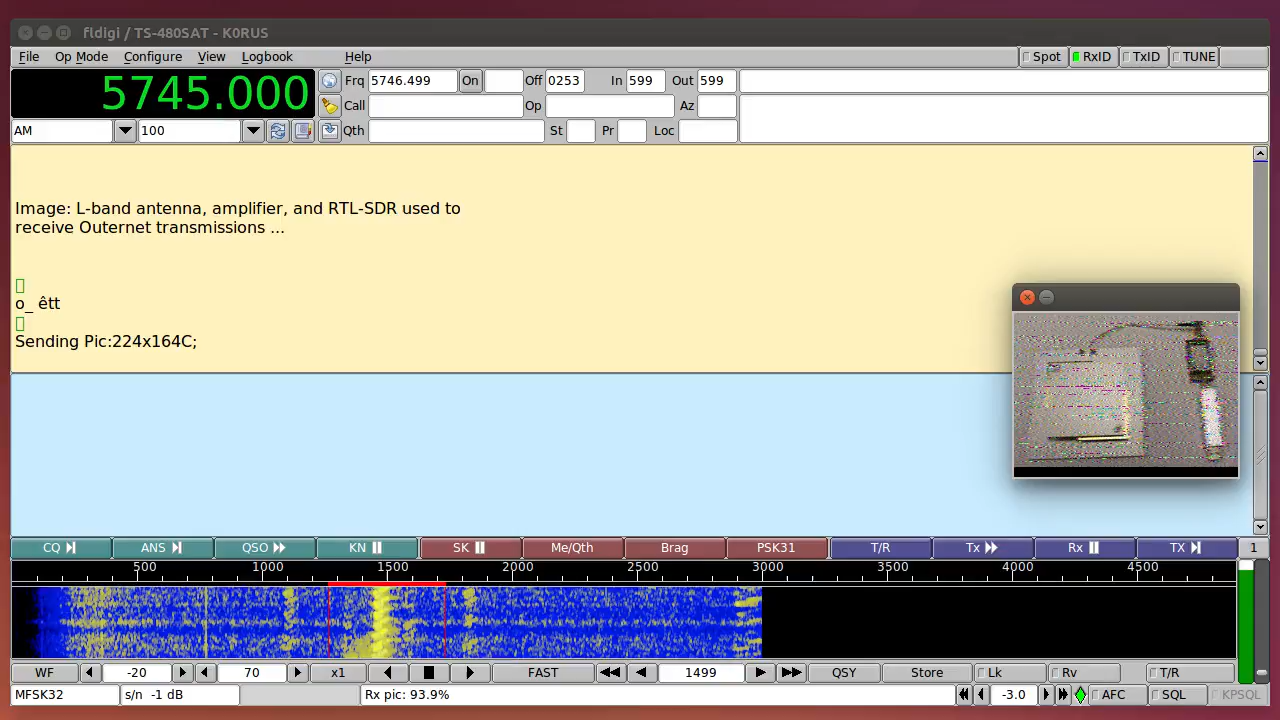 fldigi / TS-480SAT - K0RUS
File Op Mode Configure View Logbook Help Spot RxID TxID TUNE
5745.000 Frq 5746.499 On Off 0253 In 599 Out 599
Call Op Az
AM 100 Qth St Pr Loc
Image: L-band antenna, amplifier, and RTL-SDR used to
receive Outernet transmissions ...
o_ êtt
Sending Pic:224x164C;
CQ ANS QSO KN SK Me/Qth Brag PSK31 T/R Tx Rx TX 1
500 1000 1500 2000 2500 3000 3500 4000 4500
WF -20 70 x1 FAST 1499 QSY Store Lk Rv T/R
MFSK32 s/n -1 dB Rx pic: 93.9% -3.0 AFC SQL KPSQL